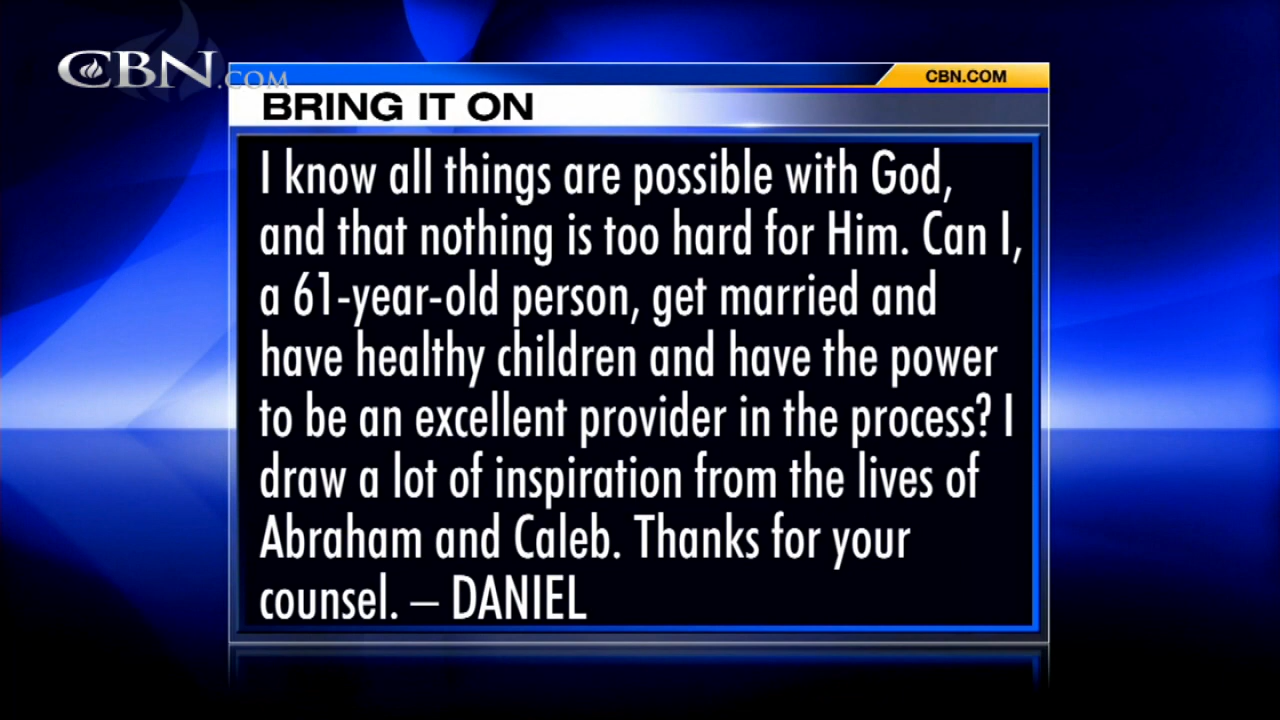 CBN.COM
CBN.COM
BRING IT ON
I know all things are possible with God,
and that nothing is too hard for Him. Can I,
a 61-year-old person, get married and
have healthy children and have the power
to be an excellent provider in the process? I
draw a lot of inspiration from the lives of
Abraham and Caleb. Thanks for your
counsel. – DANIEL